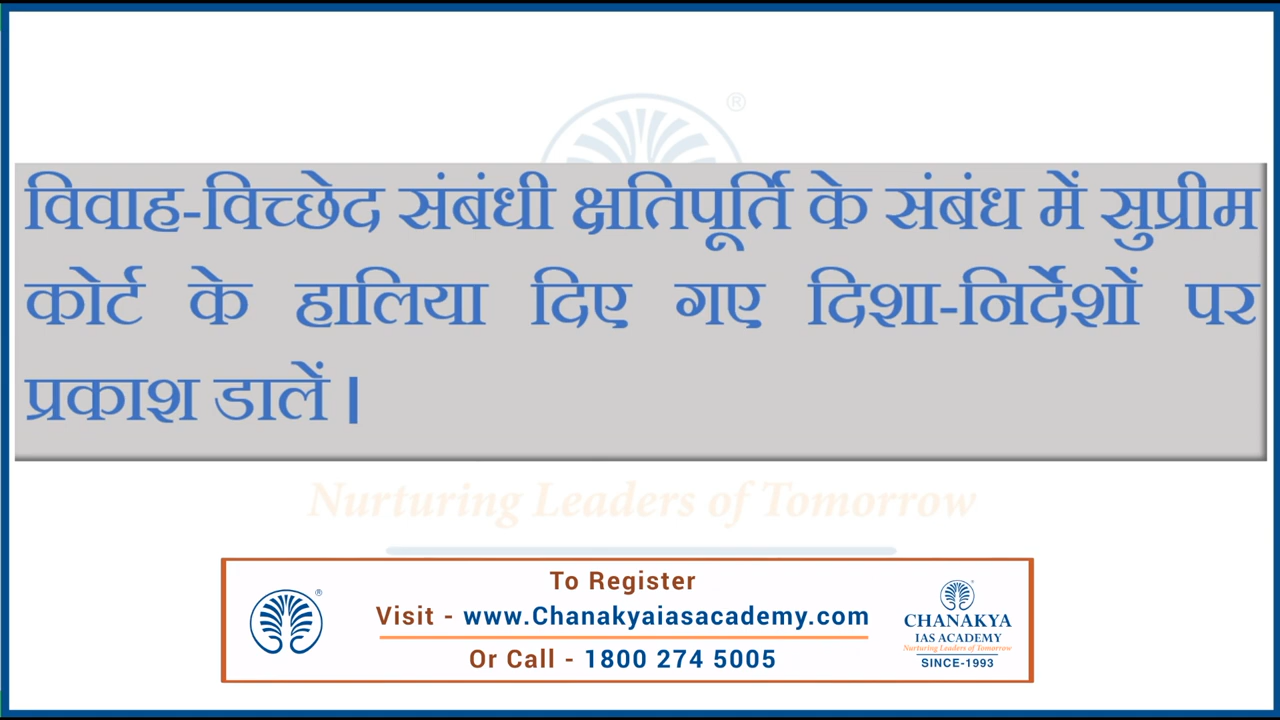 ®
विवाह-विच्छेद संबंधी क्षतिपूर्ति के संबंध में सुप्रीम
कोर्ट के हालिया दिए गए दिशा-निर्देशों पर
प्रकाश डालें।
Nurturing Leaders of Tomorrow
To Register
Visit - www.Chanakyaiasacademy.com
Or Call - 1800 274 5005
®
CHANAKYA
IAS ACADEMY
Nurturing Leaders of Tomorrow
SINCE-1993